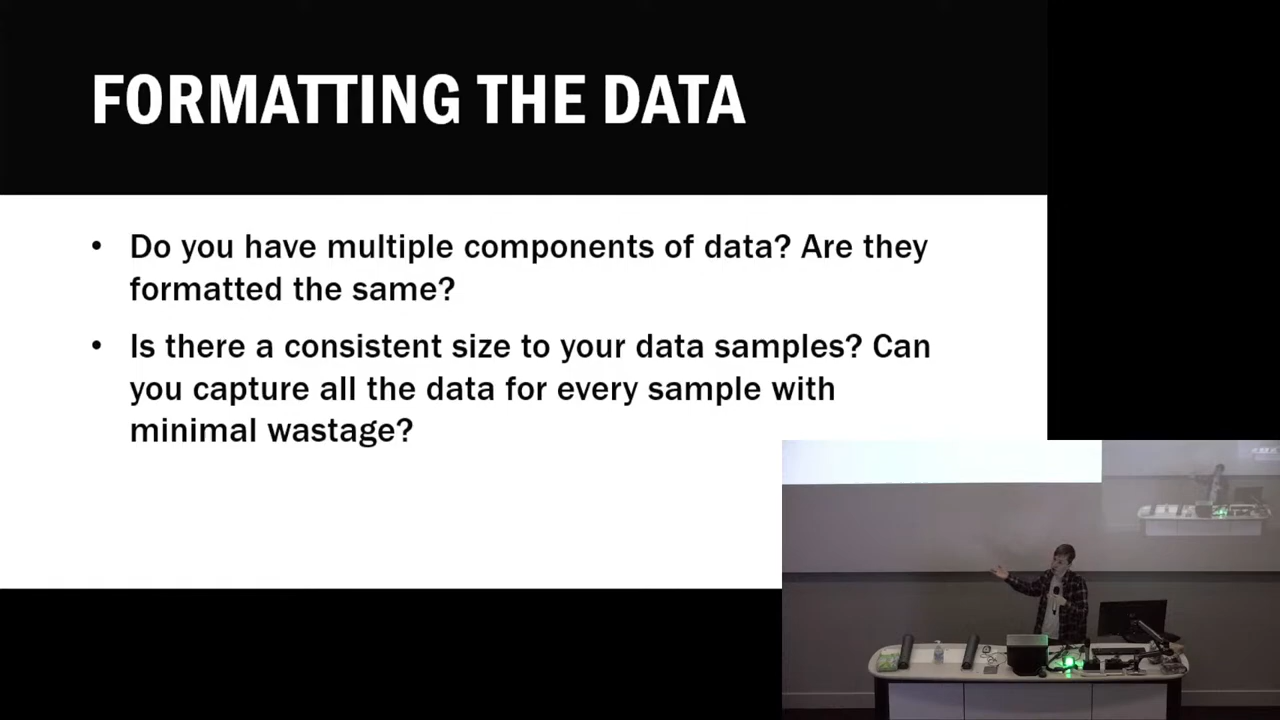 FORMATTING THE DATA
• Do you have multiple components of data? Are they
formatted the same?
• Is there a consistent size to your data samples? Can
you capture all the data for every sample with
minimal wastage?